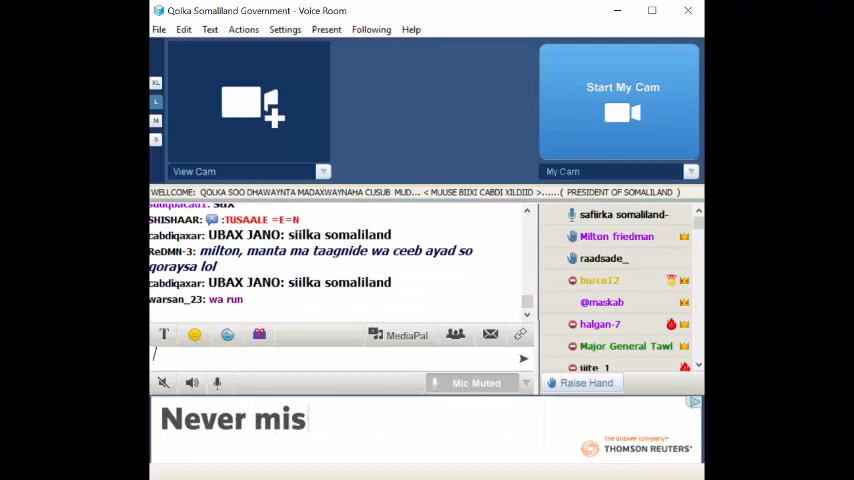 Qolka Somaliland Government - Voice Room
File Edit Text Actions Settings Present Following Help
XL
L
M
S
Start My Cam
View Cam
My Cam
WELLCOME: QOLKA SOO DHAWAYNTA MADAXWAYNAHA CUSUB MUD... < MUUSE BIIXI CABDI XILDIID >......( PRESIDENT OF SOMALILAND )
SHISHAAR: :TUSAALE =E=N
cabdiqaxar: UBAX JANO: siilka somaliland
ReDMN-3: milton, manta ma taagnide wa ceeb ayad so
qoraysa lol
cabdiqaxar: UBAX JANO: siilka somaliland
warsan_23: wa run
safiirka somaliland-
Milton friedman
raadsade_
burco12
@maskab
halgan-7
Major General Tawl
T
MediaPal
/
Mic Muted
Raise Hand
Never mis
The answer company™
THOMSON REUTERS